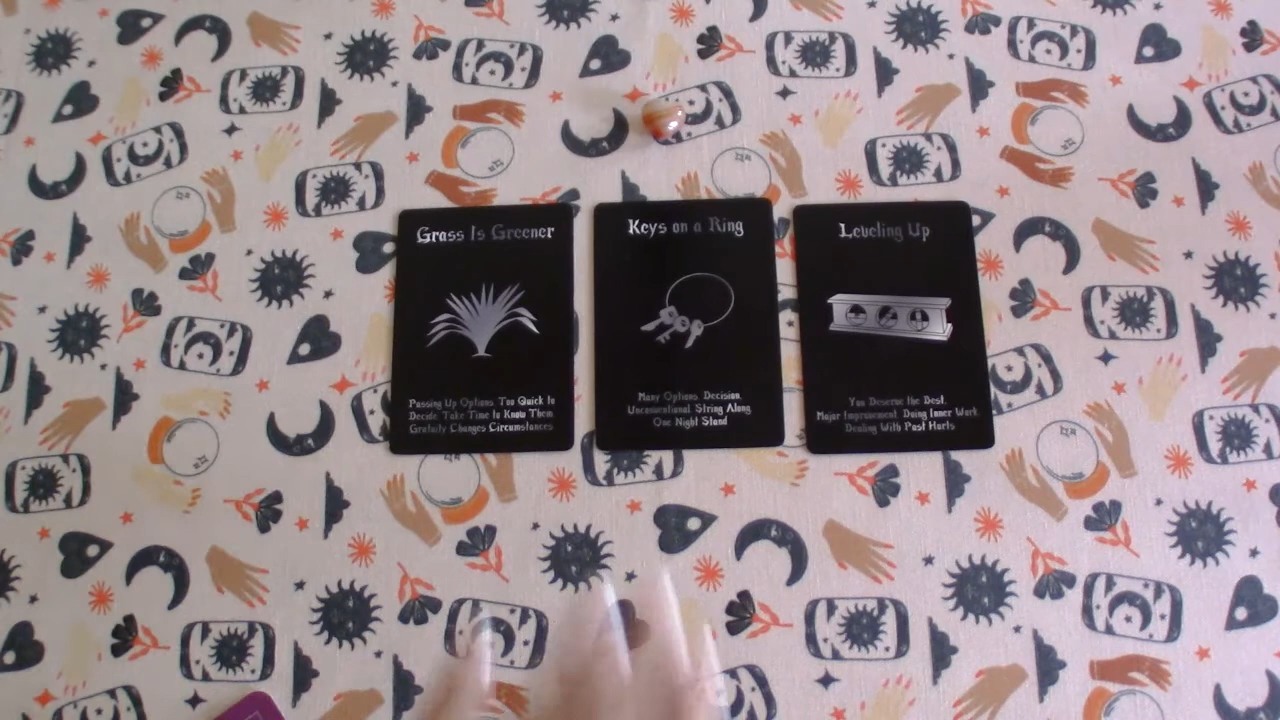 Grass Is Greener
Passing Up Options. Too Quick to
Decide. Take Time to Know Them
Gratuity Changes Circumstances
Keys on a Ring
Many Options. Decision.
Unconventional. String Along.
One Night Stand
Leveling Up
You Deserve the Best.
Major Improvement. Doing Inner Work.
Dealing With Past Hurts